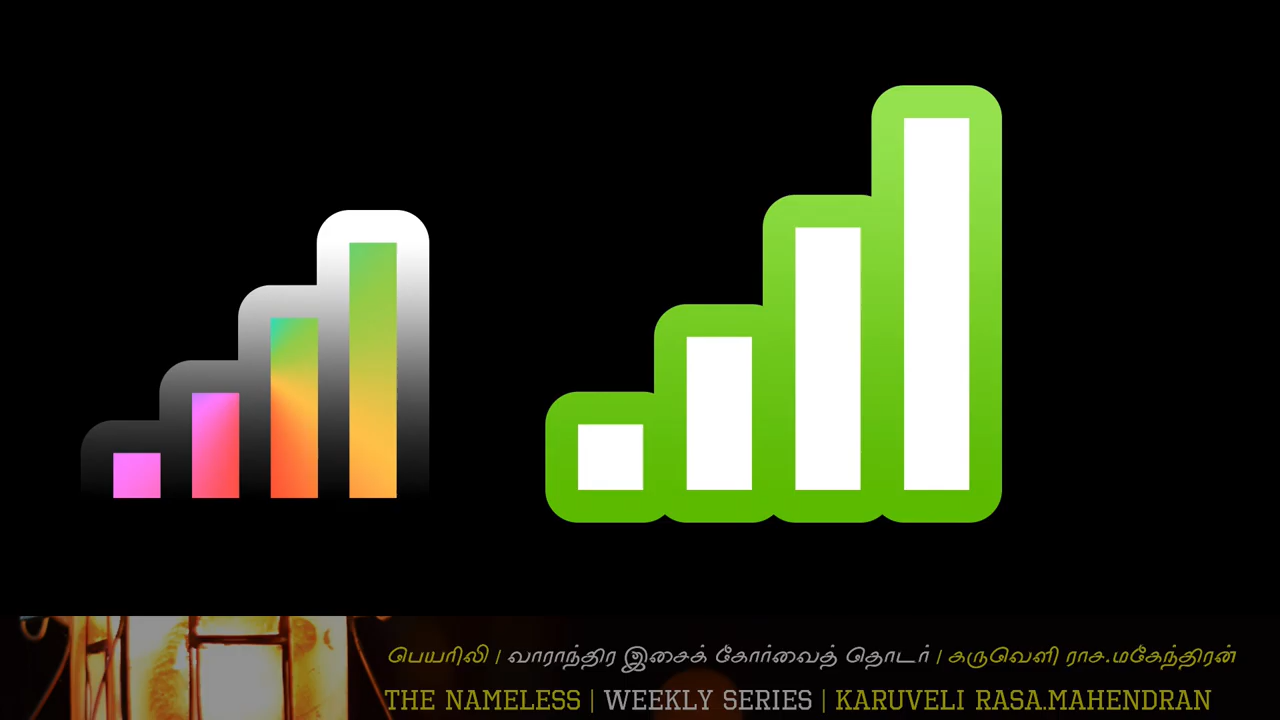 பெயரிலி / வாராந்திர இசைக் கோர்வைத் தொடர் / கருவெளி ராச.மகேந்திரன்
THE NAMELESS | WEEKLY SERIES | KARUVELI RASA.MAHENDRAN